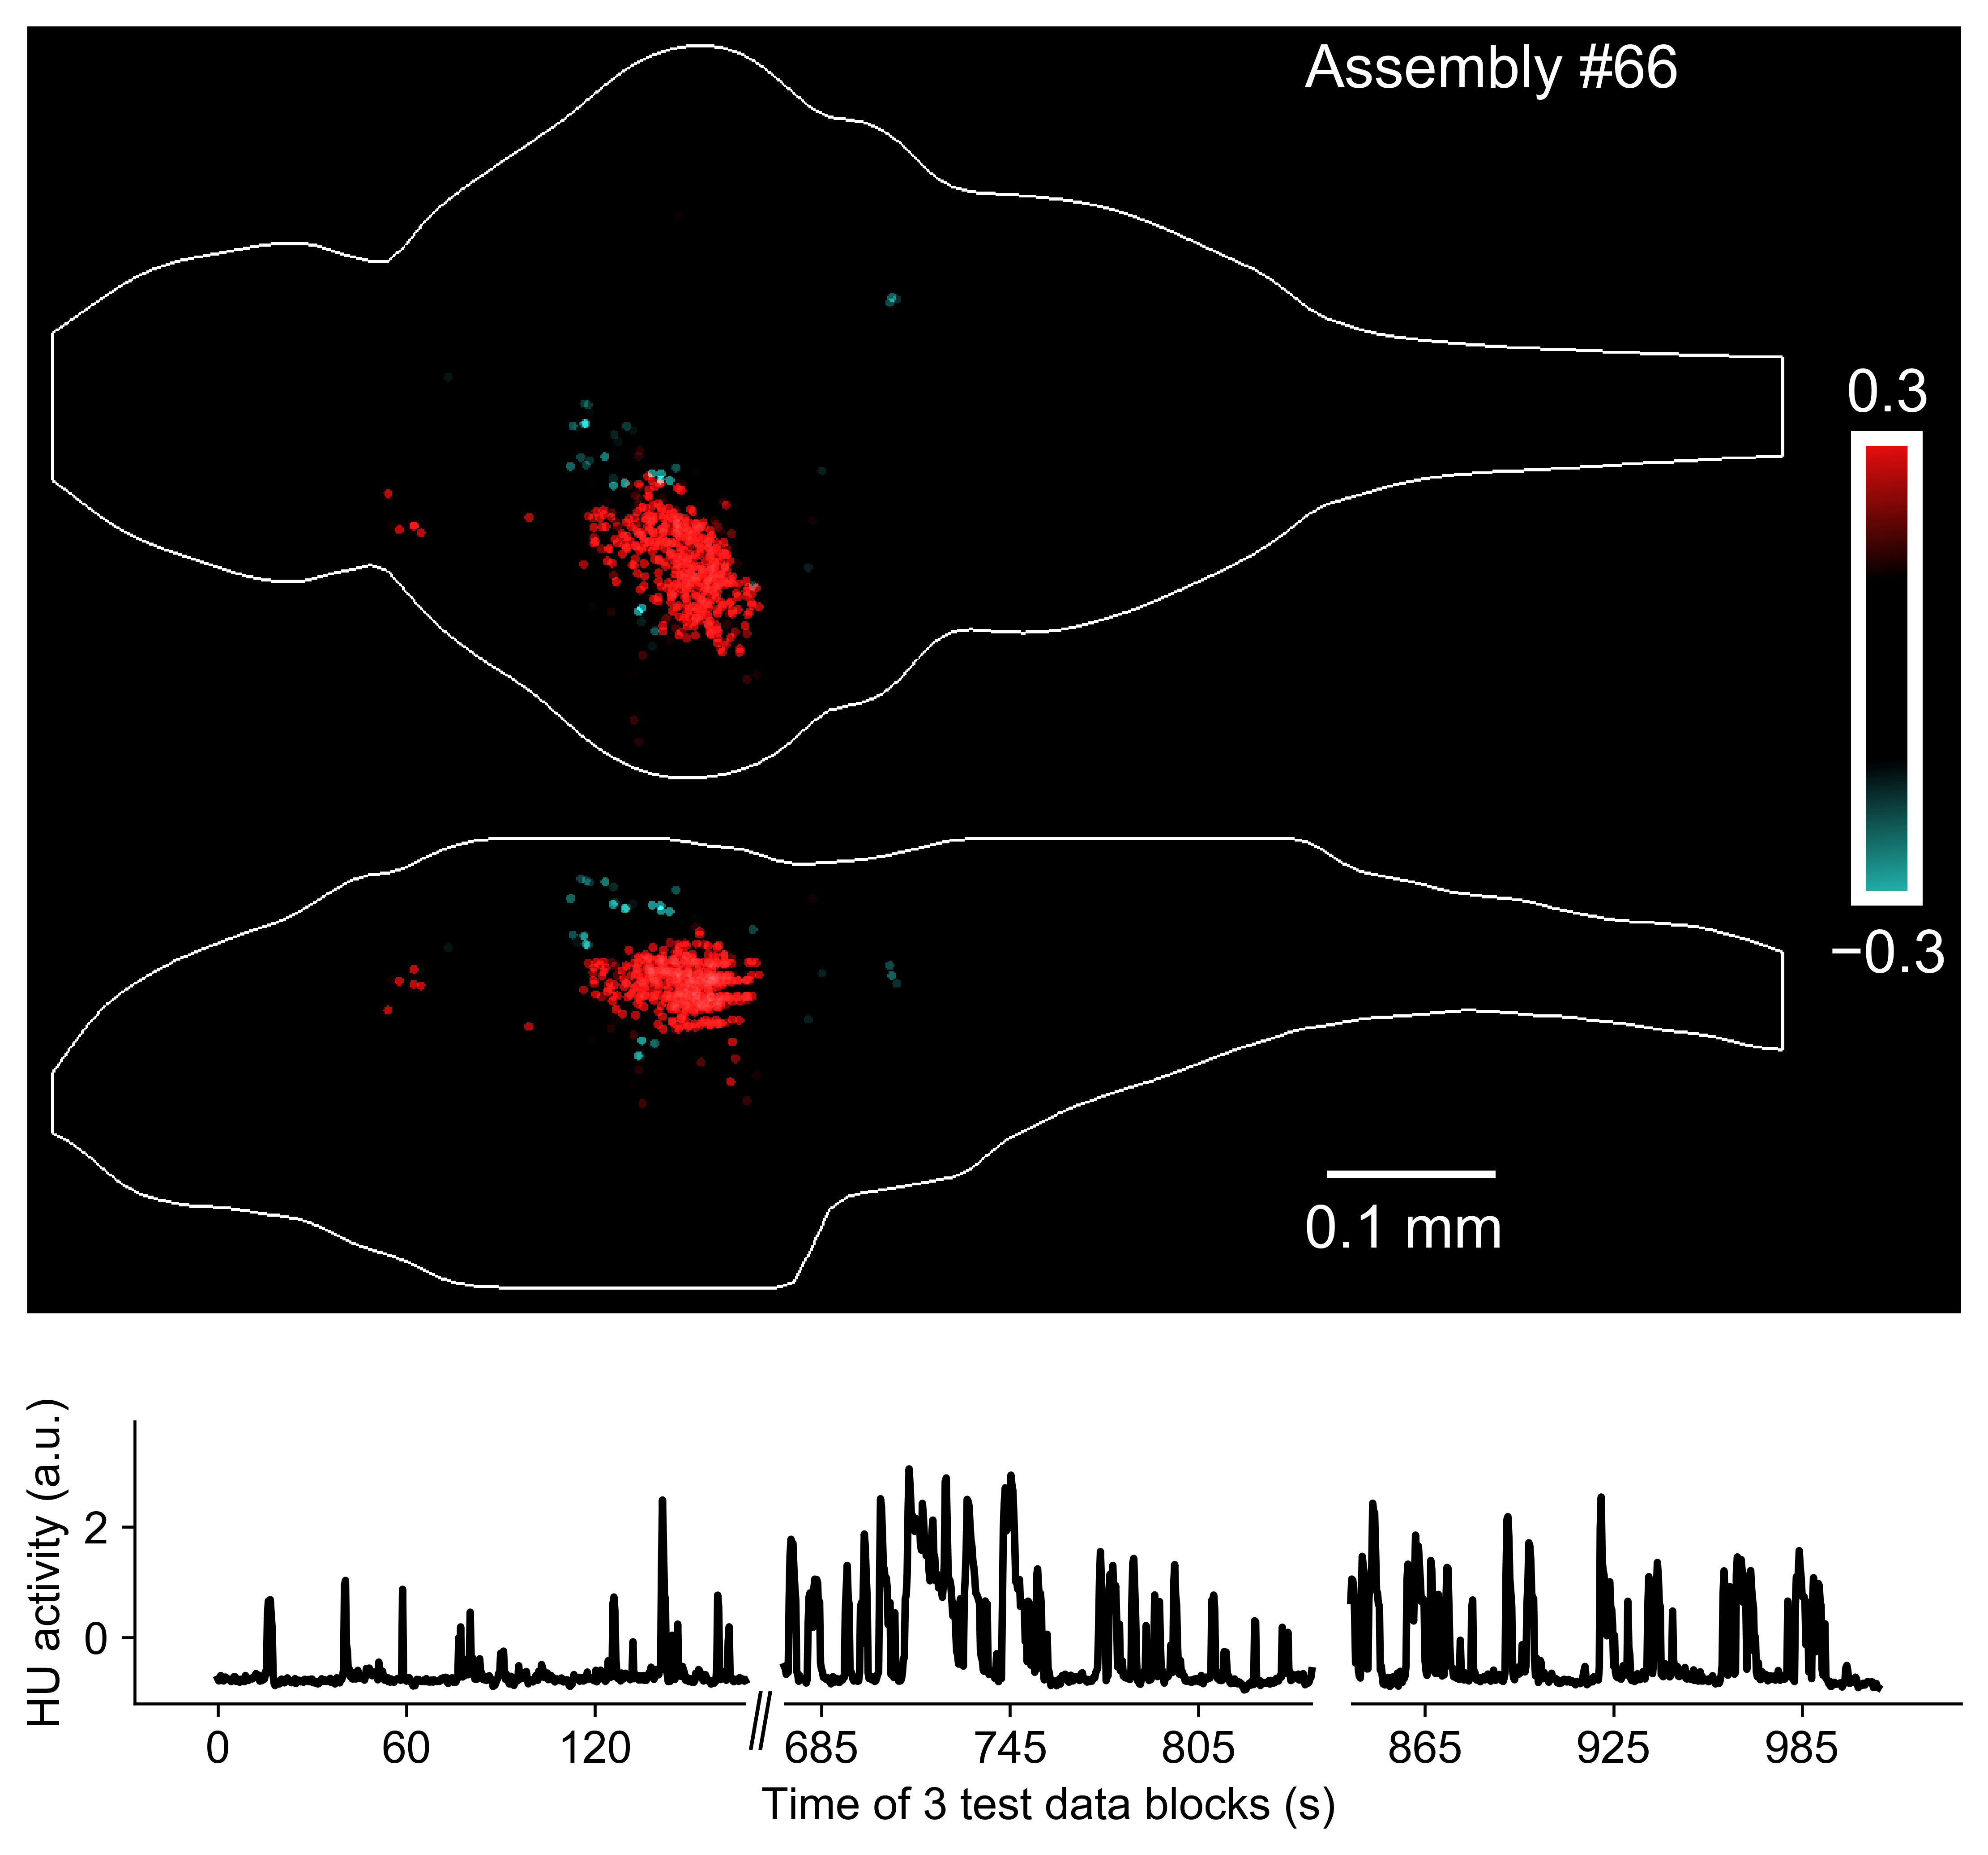 Assembly #66
0.3
−0.3
0.1 mm
HU activity (a.u.)
2
0
0 60 120 685 745 805 865 925 985
Time of 3 test data blocks (s)